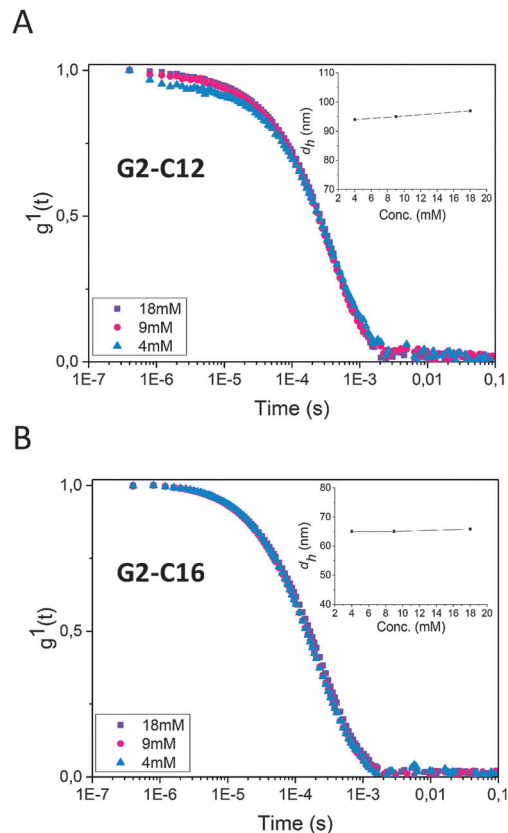 A
1,0
0,5
0,0
g¹(t)
G2-C12
18mM
9mM
4mM
1E-7 1E-6 1E-5 1E-4 1E-3 0,01 0,1
Time (s)
110
100
90
80
70
dh (nm)
2 4 6 8 10 12 14 16 18 20
Conc. (mM)
B
1,0
0,5
0,0
g¹(t)
G2-C16
18mM
9mM
4mM
1E-7 1E-6 1E-5 1E-4 1E-3 0,01 0,1
Time (s)
80
70
60
50
40
dh (nm)
2 4 6 8 10 12 14 16 18 20
Conc. (mM)